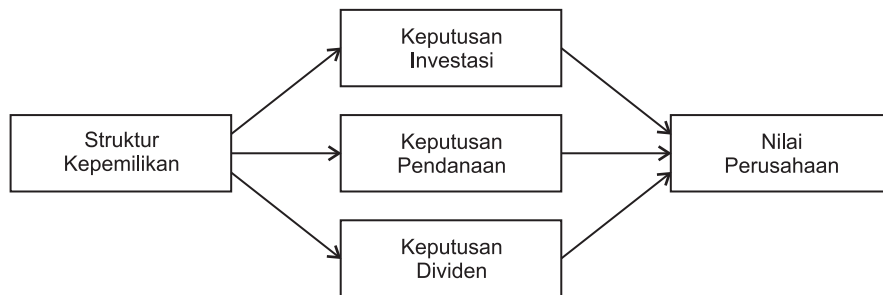 Struktur
Kepemilikan
Keputusan
Investasi
Keputusan
Pendanaan
Keputusan
Dividen
Nilai
Perusahaan